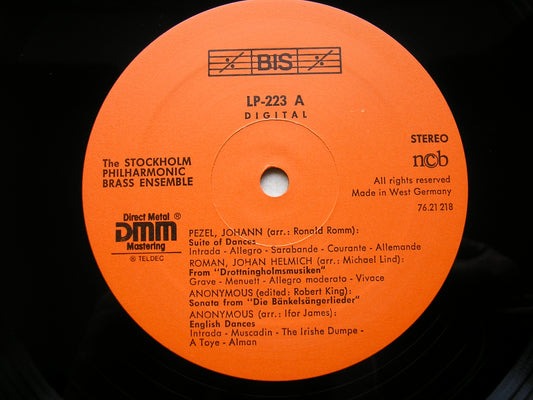 BIS
LP-223 A
DIGITAL
The STOCKHOLM
PHILHARMONIC
BRASS ENSEMBLE
STEREO
ncb
All rights reserved
Made in West Germany
76.21 218
Direct Metal ®
DMM
Mastering
® TELDEC
PEZEL, JOHANN (arr.: Ronald Romm):
Suite of Dances
Intrada - Allegro - Sarabande - Courante - Allemande
ROMAN, JOHAN HELMICH (arr.: Michael Lind):
From "Drottningholmsmusiken"
Grave - Menuett - Allegro moderato - Vivace
ANONYMOUS (edited: Robert King):
Sonata from "Die Bänkelsängerlieder"
ANONYMOUS (arr.: Ifor James):
English Dances
Intrada - Muscadin - The Irishe Dumpe -
A Toye - Alman